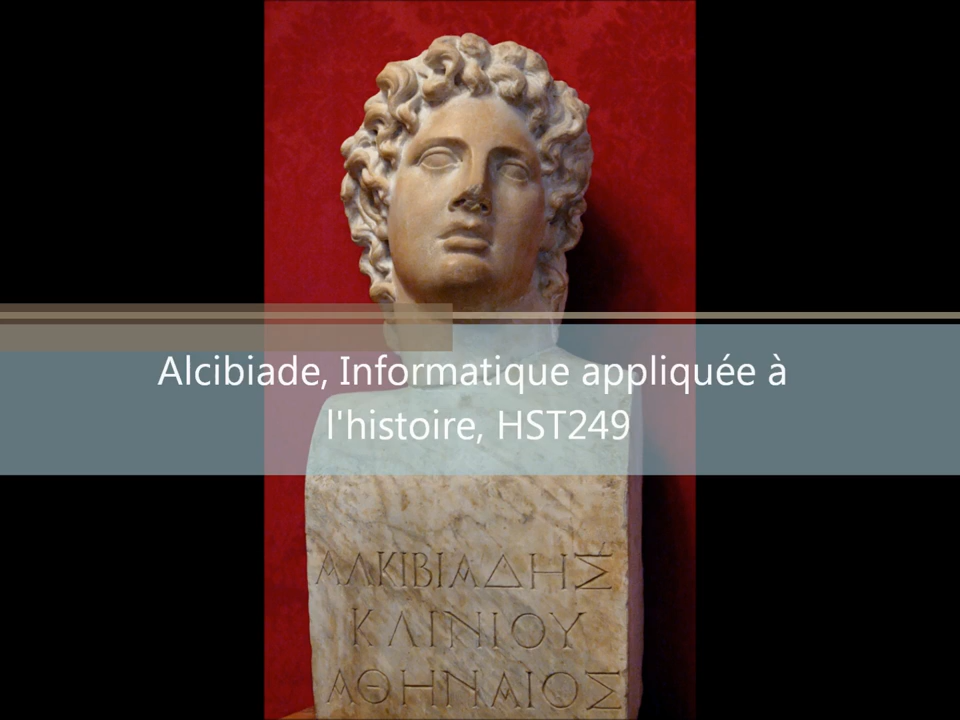 Alcibiade, Informatique appliquée à
l'histoire, HST249
ΑΛΚΙΒΙΑΔΗΣ
ΚΛΙΝΙΟΥ
ΑΘΗΝΑΙΟΣ